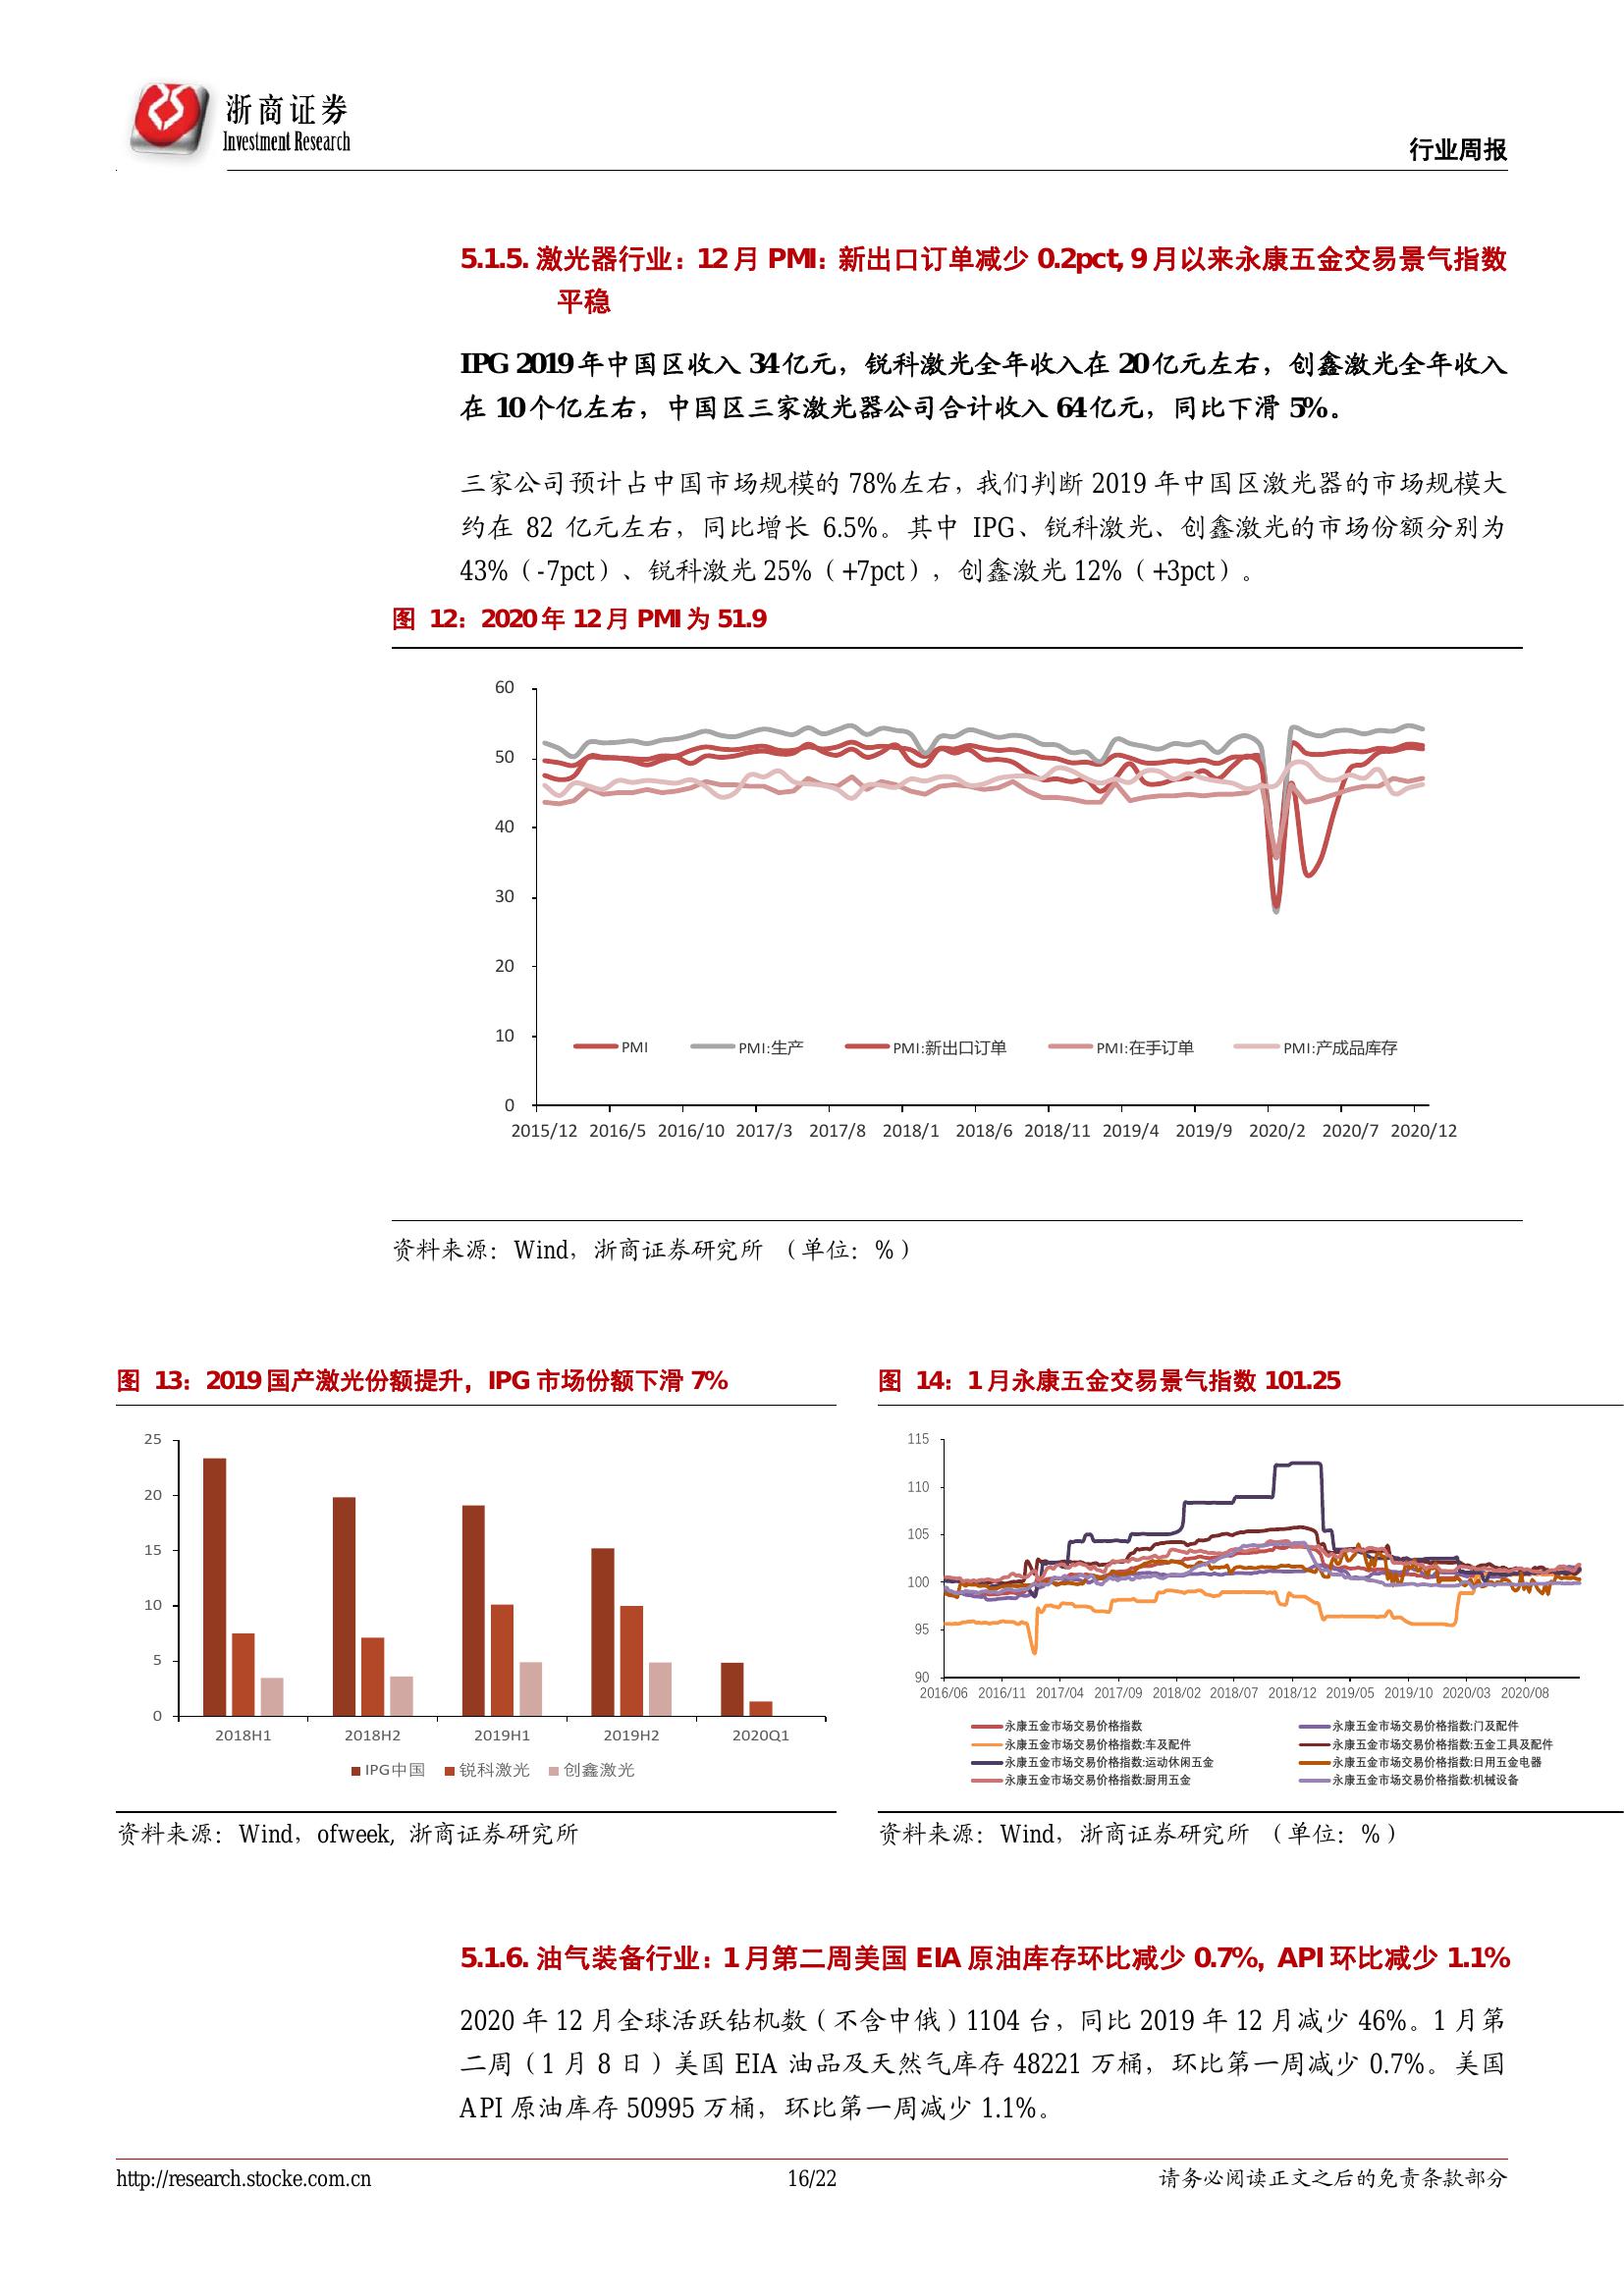 浙商证券
Investment Research
行业周报
5.1.5. 激光器行业：12 月 PMI：新出口订单减少 0.2pct, 9 月以来永康五金交易景气指数
平稳
IPG 2019 年中国区收入 34 亿元，锐科激光全年收入在 20 亿元左右，创鑫激光全年收入
在 10 个亿左右，中国区三家激光器公司合计收入 64 亿元，同比下滑 5%。
三家公司预计占中国市场规模的 78%左右，我们判断 2019 年中国区激光器的市场规模大
约在 82 亿元左右，同比增长 6.5%。其中 IPG、锐科激光、创鑫激光的市场份额分别为
43%（-7pct）、锐科激光 25%（+7pct），创鑫激光 12%（+3pct）。
图 12：2020 年 12 月 PMI 为 51.9
60
50
40
30
20
10
0
PMI PMI:生产 PMI:新出口订单 PMI:在手订单 PMI:产成品库存
2015/12 2016/5 2016/10 2017/3 2017/8 2018/1 2018/6 2018/11 2019/4 2019/9 2020/2 2020/7 2020/12
资料来源：Wind，浙商证券研究所 （单位：%）
图 13：2019 国产激光份额提升，IPG 市场份额下滑 7%
25
20
15
10
5
0
2018H1 2018H2 2019H1 2019H2 2020Q1
IPG中国 锐科激光 创鑫激光
资料来源：Wind，ofweek, 浙商证券研究所
图 14：1 月永康五金交易景气指数 101.25
115
110
105
100
95
90
2016/06 2016/11 2017/04 2017/09 2018/02 2018/07 2018/12 2019/05 2019/10 2020/03 2020/08
永康五金市场交易价格指数 永康五金市场交易价格指数:门及配件
永康五金市场交易价格指数:车及配件 永康五金市场交易价格指数:五金工具及配件
永康五金市场交易价格指数:运动休闲五金 永康五金市场交易价格指数:日用五金电器
永康五金市场交易价格指数:厨用五金 永康五金市场交易价格指数:机械设备
资料来源：Wind，浙商证券研究所 （单位：%）
5.1.6. 油气装备行业：1 月第二周美国 EIA 原油库存环比减少 0.7%, API 环比减少 1.1%
2020 年 12 月全球活跃钻机数（不含中俄）1104 台，同比 2019 年 12 月减少 46%。1 月第
二周（1 月 8 日）美国 EIA 油品及天然气库存 48221 万桶，环比第一周减少 0.7%。美国
API 原油库存 50995 万桶，环比第一周减少 1.1%。
http://research.stocke.com.cn 16/22 请务必阅读正文之后的免责条款部分